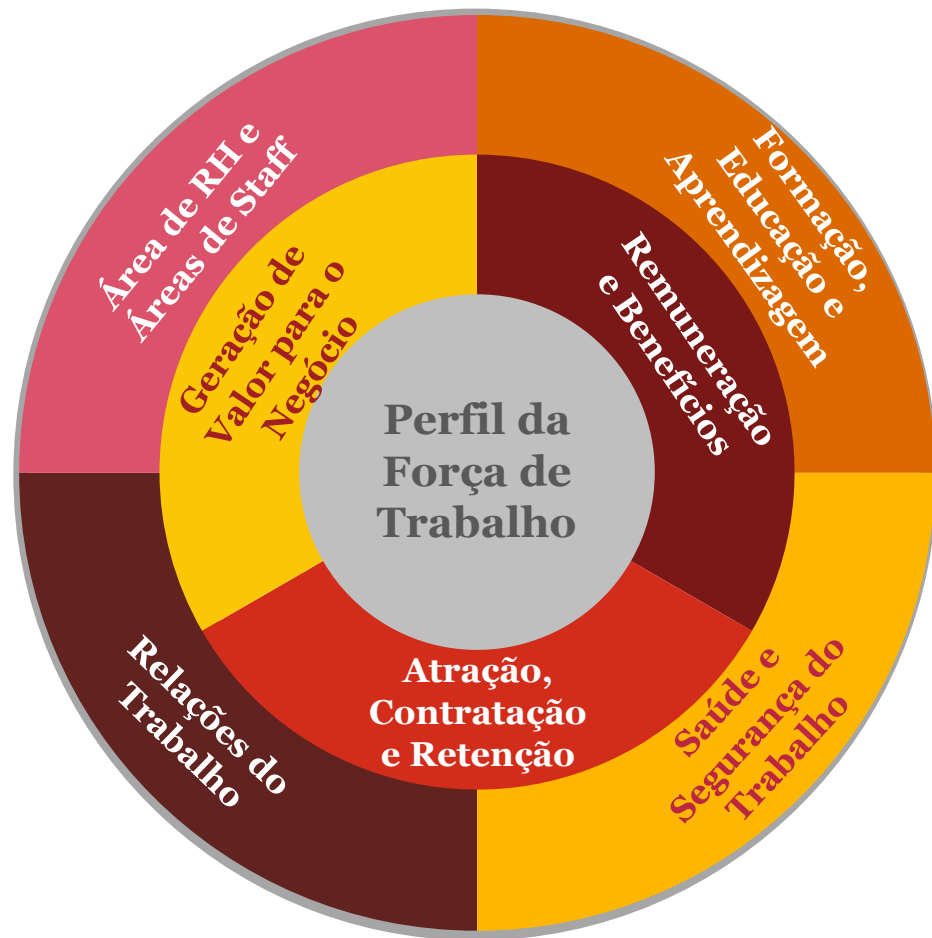 Área de RH e
Áreas de Staff
Formação,
Educação e
Aprendizagem
Geração de
Valor para o
Negócio
Remuneração
e Benefícios
Perfil da
Força de
Trabalho
Relações do
Trabalho
Atração,
Contratação
e Retenção
Saúde e
Segurança do
Trabalho